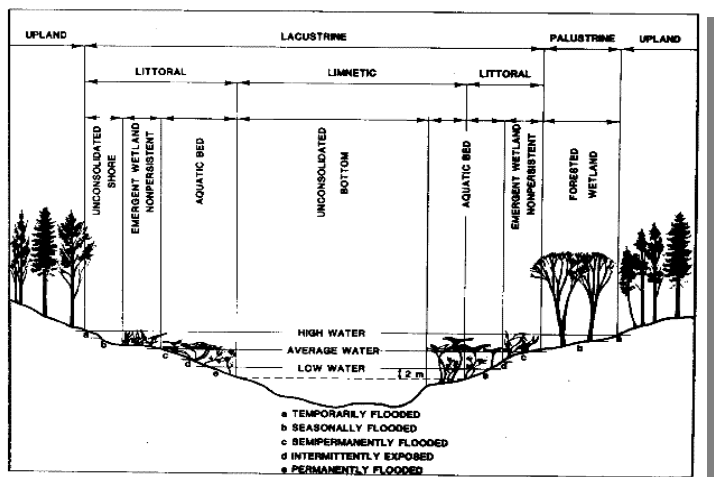 UPLAND LACUSTRINE PALUSTRINE UPLAND
LITTORAL LIMNETIC LITTORAL
UNCONSOLIDATED SHORE
EMERGENT WETLAND NONPERSISTENT
AQUATIC BED
UNCONSOLIDATED BOTTOM
AQUATIC BED
EMERGENT WETLAND NONPERSISTENT
FORESTED WETLAND
HIGH WATER
AVERAGE WATER
LOW WATER
2 m
a b c d e e d c b a
a TEMPORARILY FLOODED
b SEASONALLY FLOODED
c SEMIPERMANENTLY FLOODED
d INTERMITTENTLY EXPOSED
e PERMANENTLY FLOODED